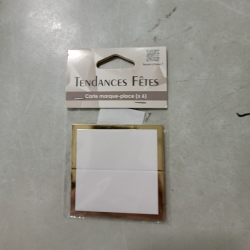 TENDANCES FÊTES
Carte marque-place (x 6)